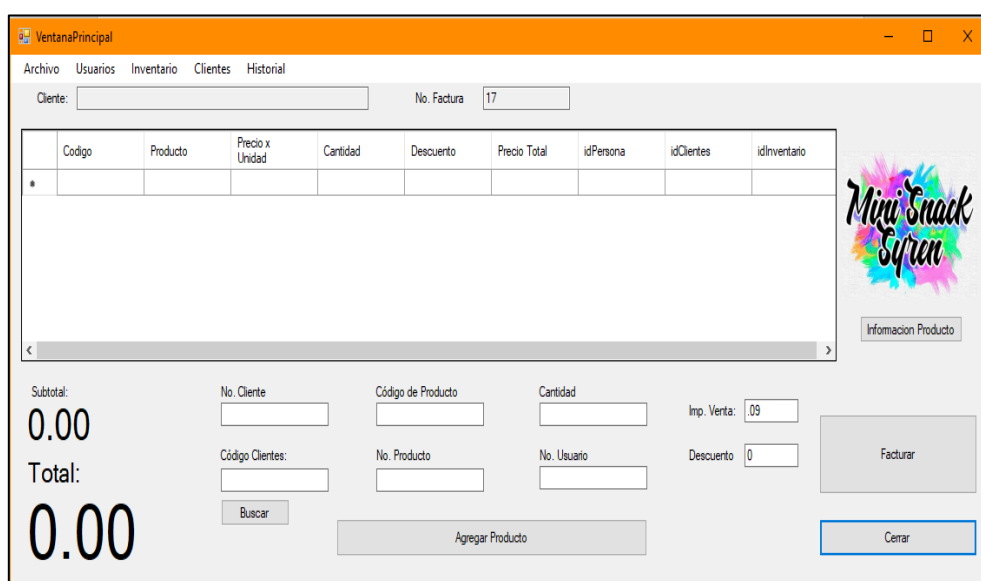 VentanaPrincipal
Archivo Usuarios Inventario Clientes Historial
Cliente: No. Factura 17
Codigo Producto Precio x Unidad Cantidad Descuento Precio Total idPersona idClientes idInventario
Mini Snack
Syren
Informacion Producto
Subtotal: No. Cliente Código de Producto Cantidad
0.00 Imp. Venta: .09
Código Clientes: No. Producto No. Usuario Descuento 0 Facturar
Total:
Buscar
0.00 Agregar Producto Cerrar